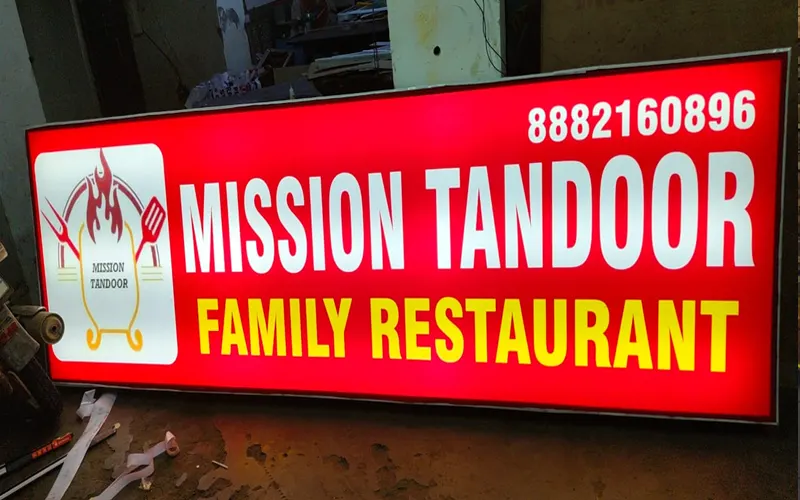 8882160896
MISSION TANDOOR
FAMILY RESTAURANT
MISSION
TANDOOR